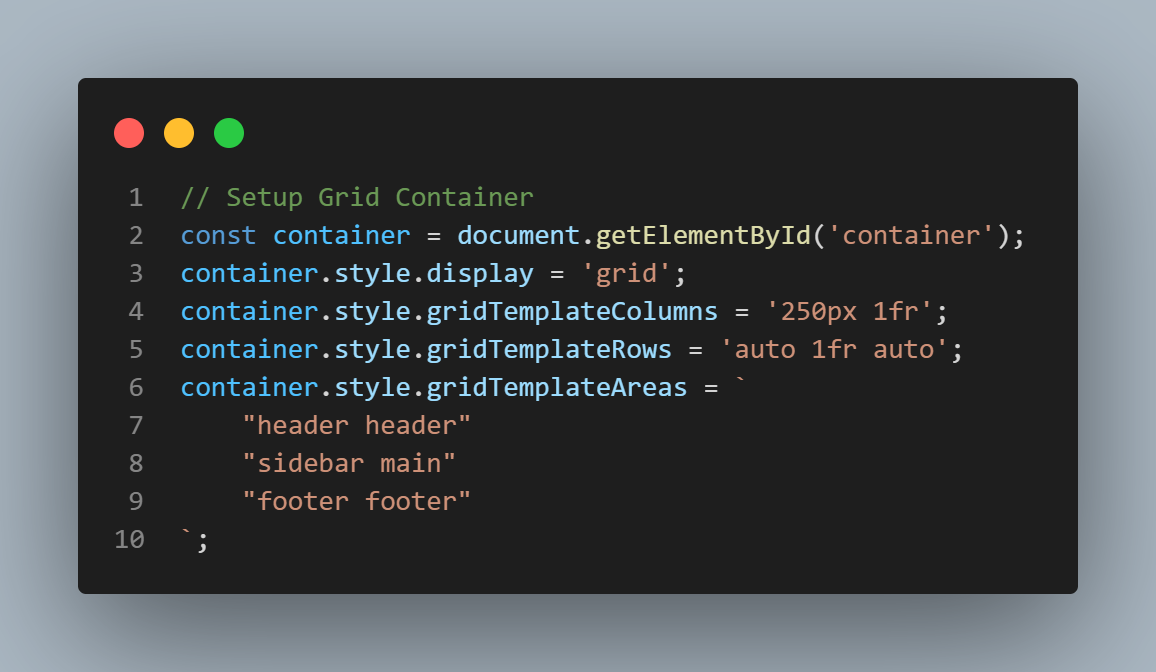 1 // Setup Grid Container
2 const container = document.getElementById('container');
3 container.style.display = 'grid';
4 container.style.gridTemplateColumns = '250px 1fr';
5 container.style.gridTemplateRows = 'auto 1fr auto';
6 container.style.gridTemplateAreas = `
7     "header header"
8     "sidebar main"
9     "footer footer"
10 `;